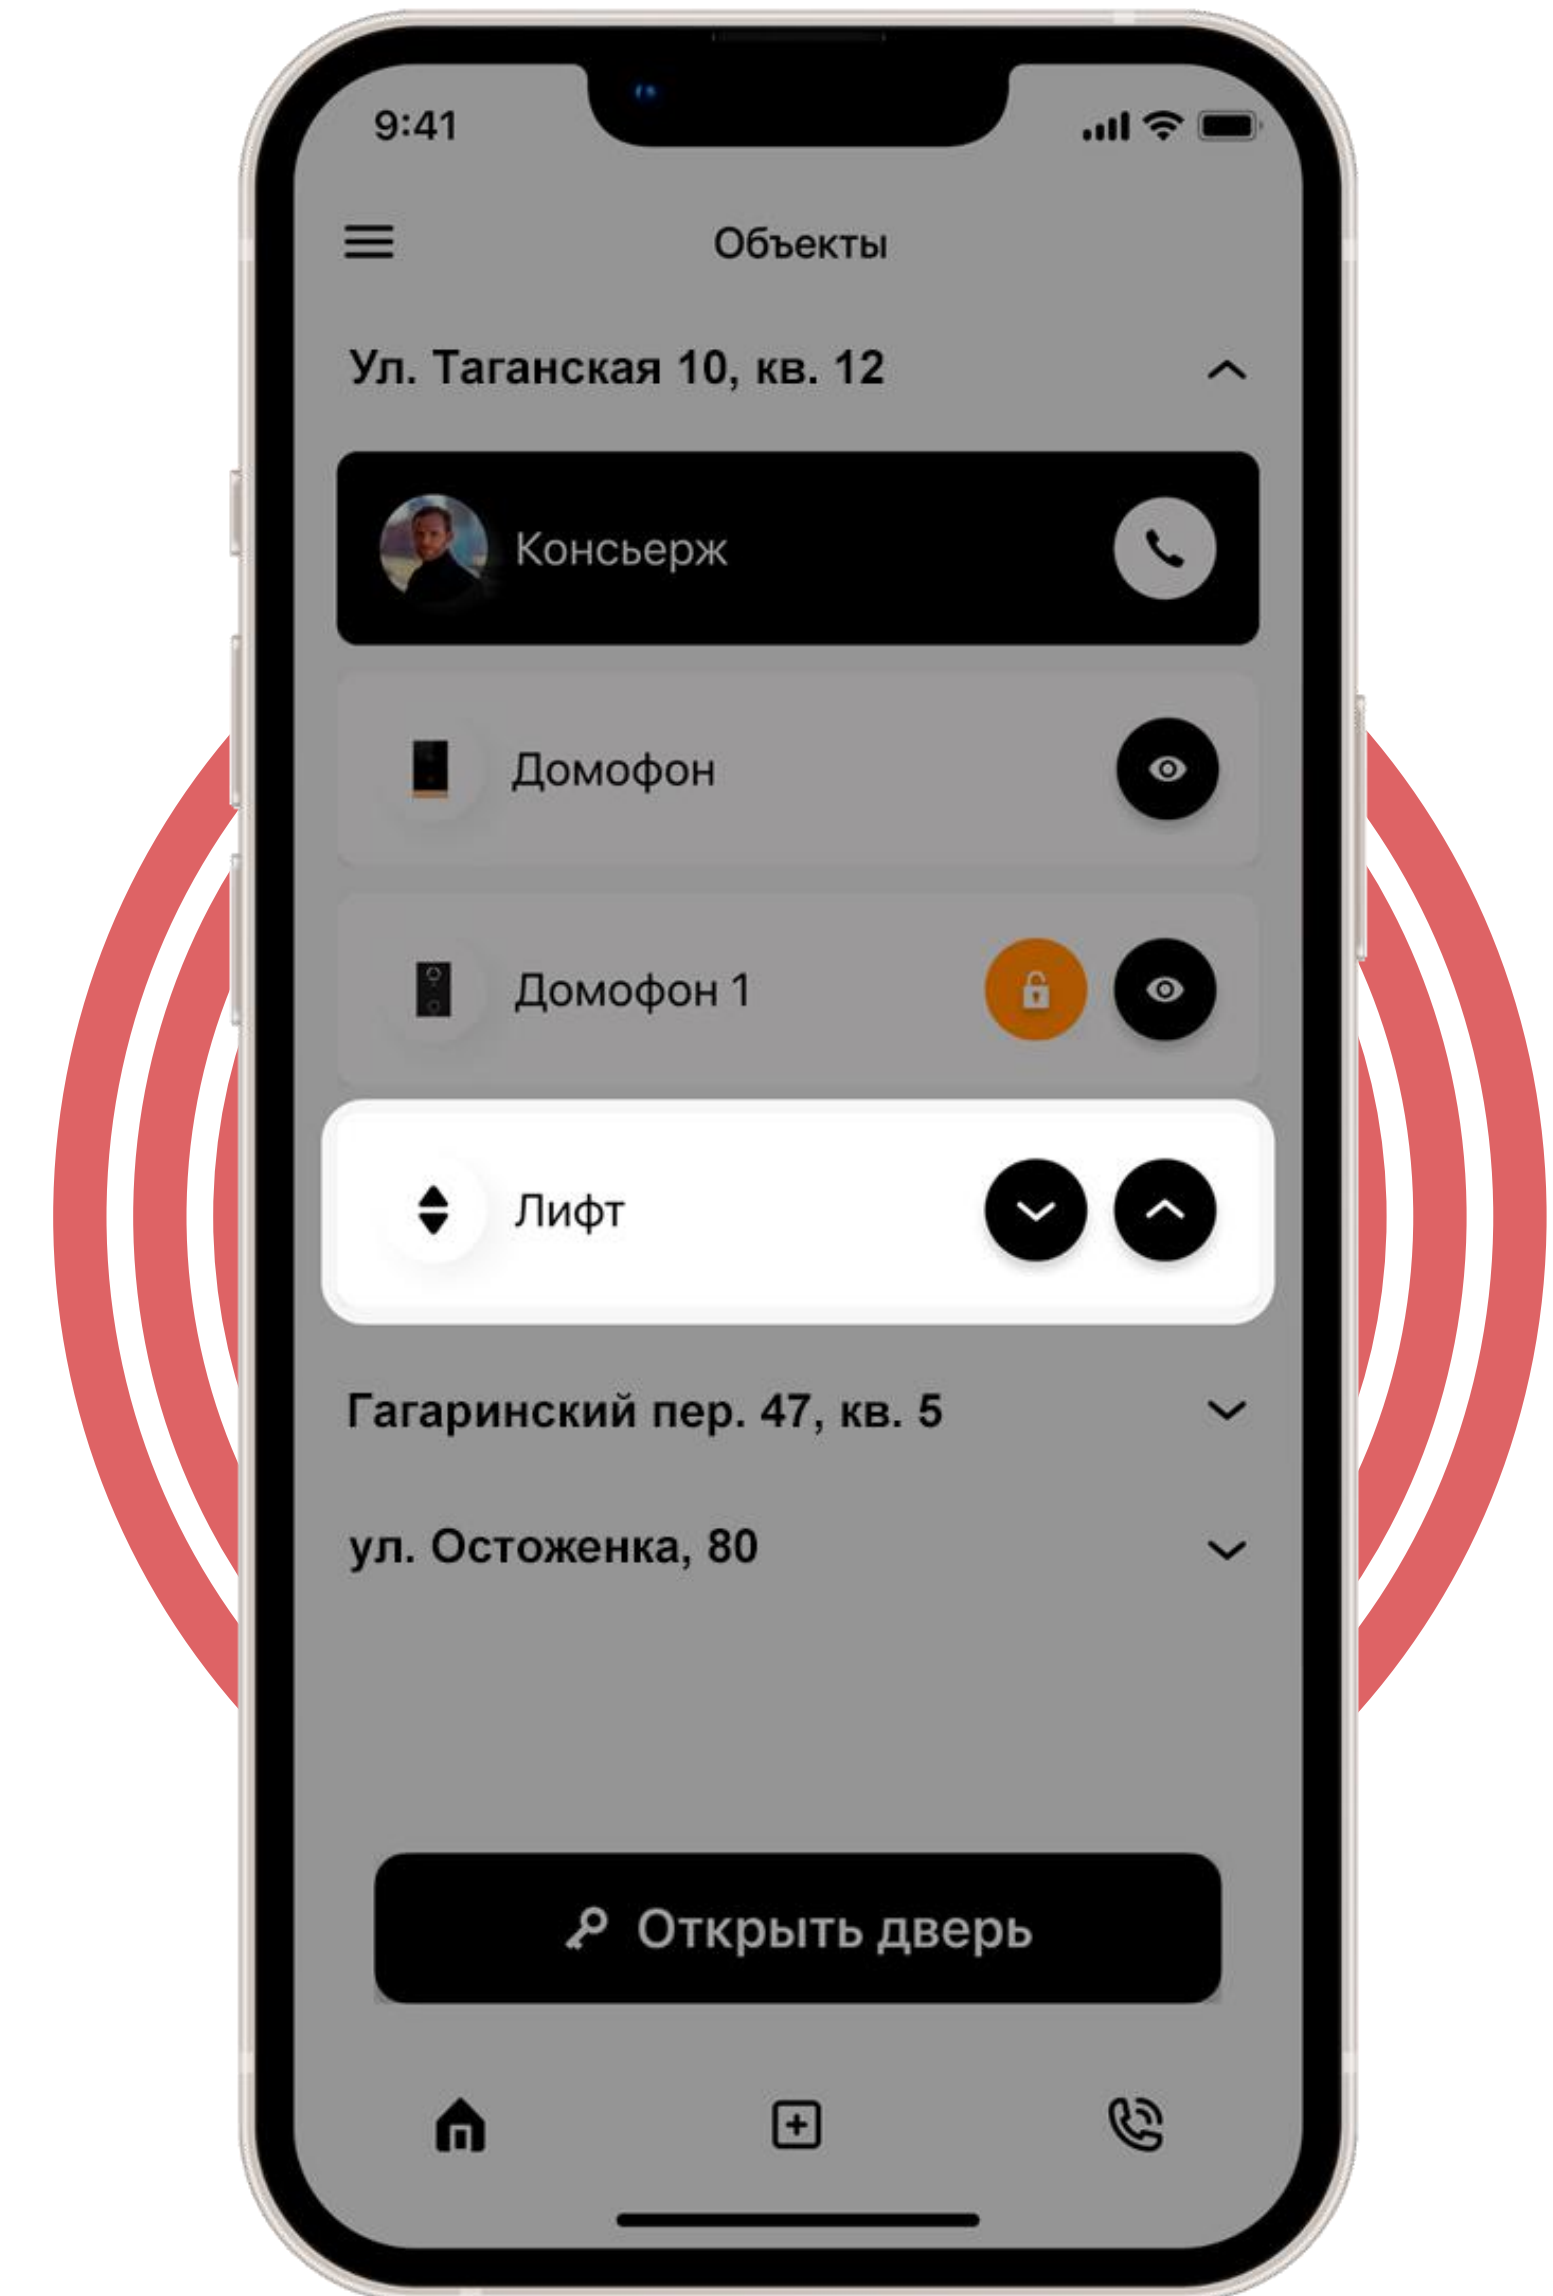 9:41
Объекты
Ул. Таганская 10, кв. 12
Консьерж
Домофон
Домофон 1
Лифт
Гагаринский пер. 47, кв. 5
ул. Остоженка, 80
Открыть дверь